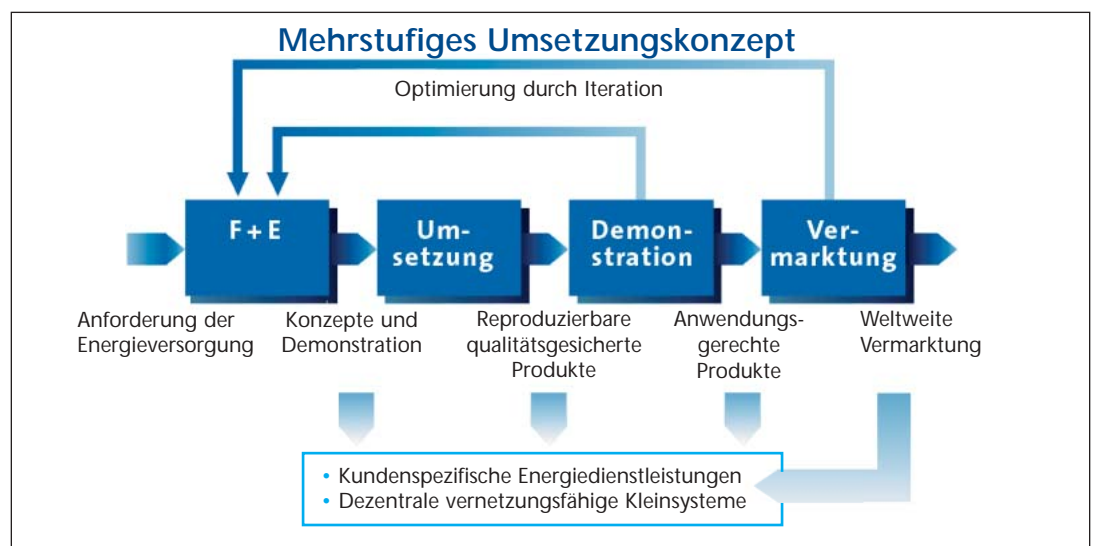 Mehrstufiges Umsetzungskonzept
Optimierung durch Iteration
F + E
Um-
setzung
Demon-
stration
Ver-
marktung
Anforderung der
Energieversorgung
Konzepte und
Demonstration
Reproduzierbare
qualitätsgesicherte
Produkte
Anwendungs-
gerechte
Produkte
Weltweite
Vermarktung
• Kundenspezifische Energiedienstleistungen
• Dezentrale vernetzungsfähige Kleinsysteme